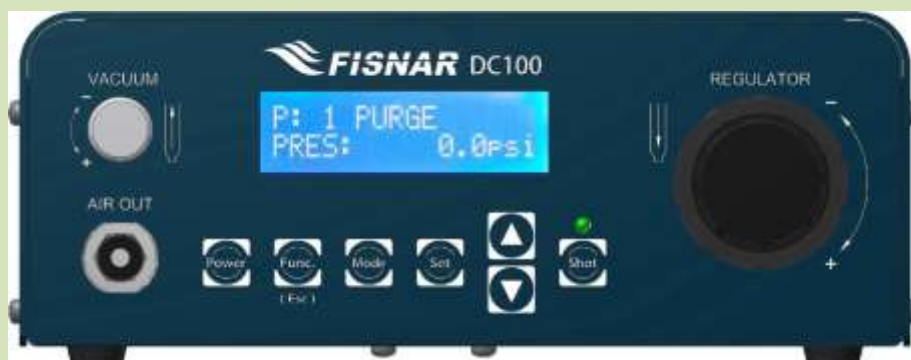 FISNAR DC100
VACUUM
REGULATOR
P: 1 PURGE
PRES: 0.0psi
AIR OUT
Power
Func.
Mode
Set
Shot
(Esc)